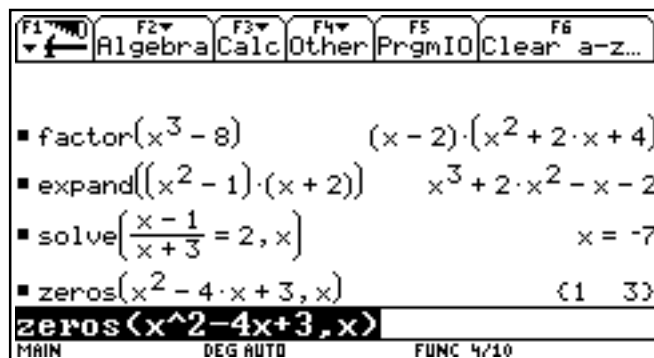 F1▼ F2▼ Algebra F3▼ Calc F4▼ Other F5 PrgmIO F6 Clear a-z…
▪ factor(x³ − 8) (x − 2)·(x² + 2·x + 4)
▪ expand((x² − 1)·(x + 2)) x³ + 2·x² − x − 2
▪ solve((x − 1)/(x + 3) = 2, x) x = ⁻7
▪ zeros(x² − 4·x + 3, x) {1 3}
zeros(x^2-4x+3,x)
MAIN DEG AUTO FUNC 4/10